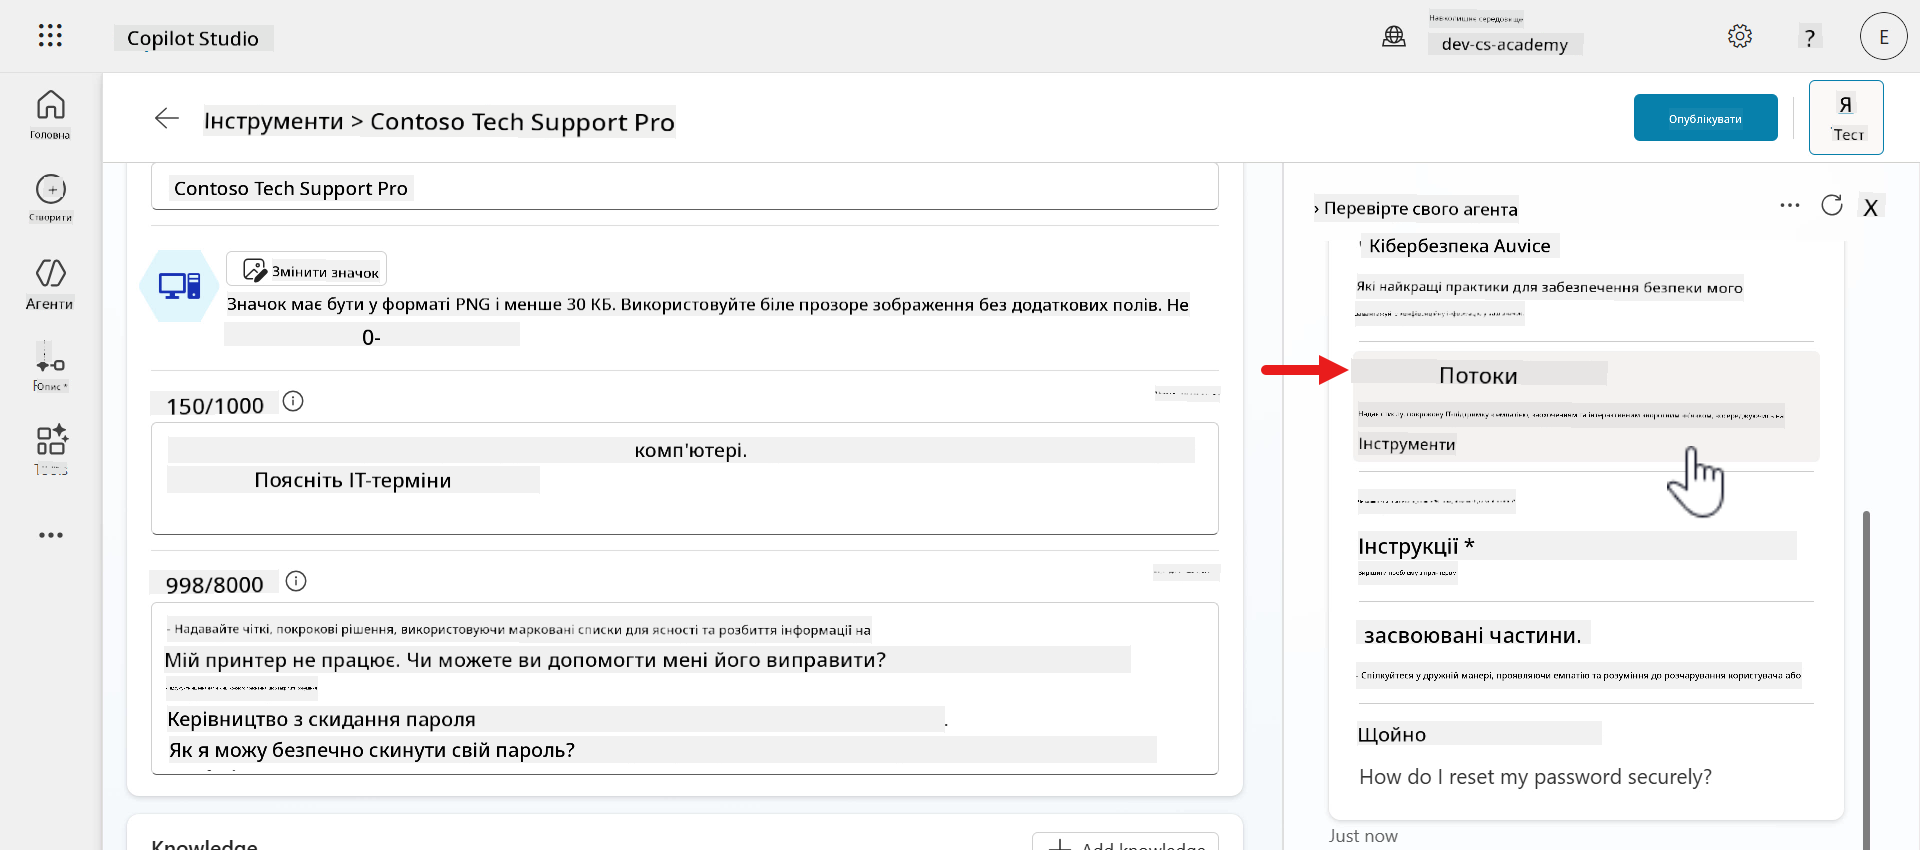 Copilot Studio
Навколишнє середовище
dev-cs-academy
?
E
Головна
Створити
Агенти
Інструменти > Contoso Tech Support Pro
Опублікувати
Я
Тест
Contoso Tech Support Pro
Змінити значок
Значок має бути у форматі PNG і менше 30 КБ. Використовуйте біле прозоре зображення без додаткових полів. Не
0-
150/1000
комп'ютері.
Поясніть ІТ-терміни
998/8000
- Надавайте чіткі, покрокові рішення, використовуючи марковані списки для ясності та розбиття інформації на
Мій принтер не працює. Чи можете ви допомогти мені його виправити?
Керівництво з скидання пароля
.
Як я можу безпечно скинути свій пароль?
Knowledge
Add knowledge
› Перевірте свого агента
X
Кібербезпека Auvice
Які найкращі практики для забезпечення безпеки мого
Потоки
Інструменти
Інструкції *
Вирішити проблему з принтером
засвоювані частини.
- Спілкуйтеся у дружній манері, проявляючи емпатію та розуміння до розчарування користувача або
Щойно
How do I reset my password securely?
Just now